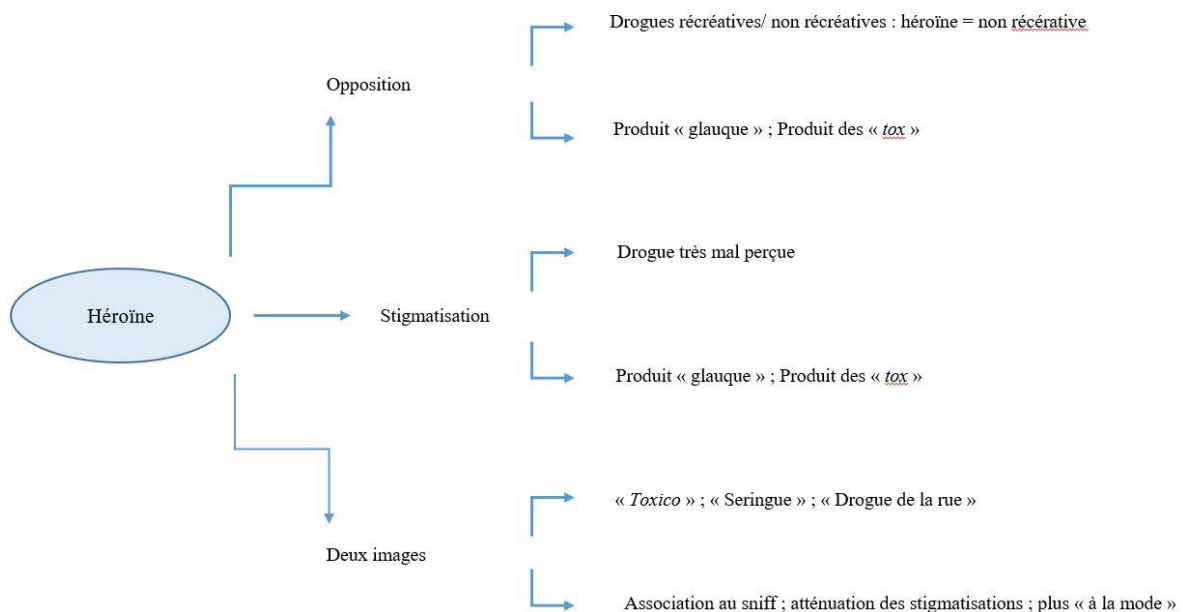 Drogues récréatives/ non récréatives : héroïne = non récérative
Opposition
Produit « glauque » ; Produit des « tox »
Drogue très mal perçue
Héroïne
Stigmatisation
Produit « glauque » ; Produit des « tox »
« Toxico » ; « Seringue » ; « Drogue de la rue »
Deux images
Association au sniff ; atténuation des stigmatisations ; plus « à la mode »